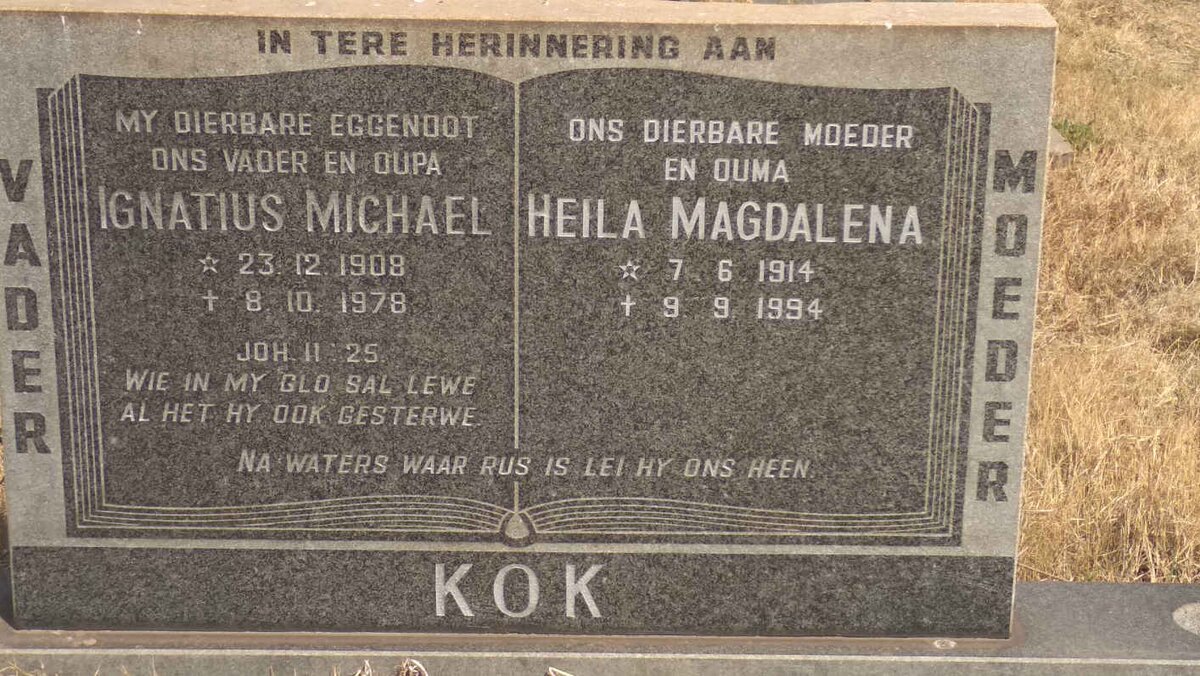 IN TERE HERINNERING AAN
VADER
MY DIERBARE EGGENOOT
ONS VADER EN OUPA
IGNATIUS MICHAEL
☆ 23.12.1908
† 8.10.1978
JOH. 11:25.
WIE IN MY GLO SAL LEWE
AL HET HY OOK GESTERWE.
ONS DIERBARE MOEDER
EN OUMA
HEILA MAGDALENA
☆ 7 6 1914
† 9 9 1994
MOEDER
NA WATERS WAAR RUS IS LEI HY ONS HEEN.
KOK